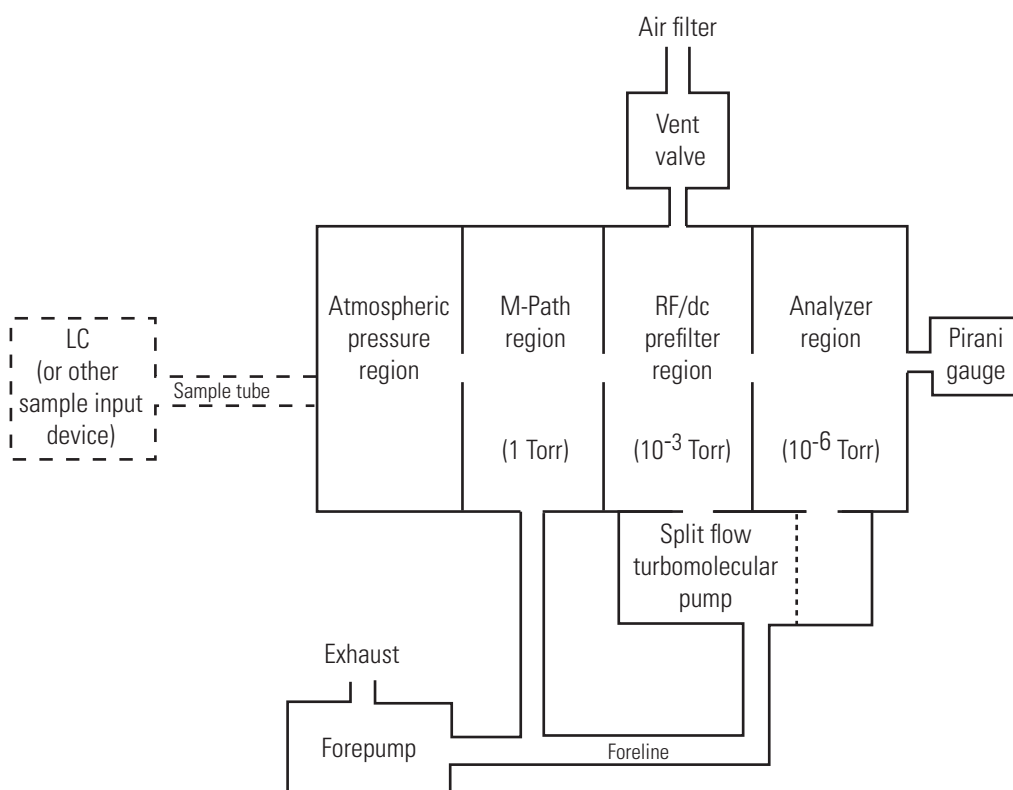 Air filter
Vent
valve
Atmospheric
pressure
region
M-Path
region
(1 Torr)
RF/dc
prefilter
region
(10-3 Torr)
Analyzer
region
(10-6 Torr)
Pirani
gauge
LC
(or other
sample input
device)
Sample tube
Split flow
turbomolecular
pump
Exhaust
Forepump
Foreline